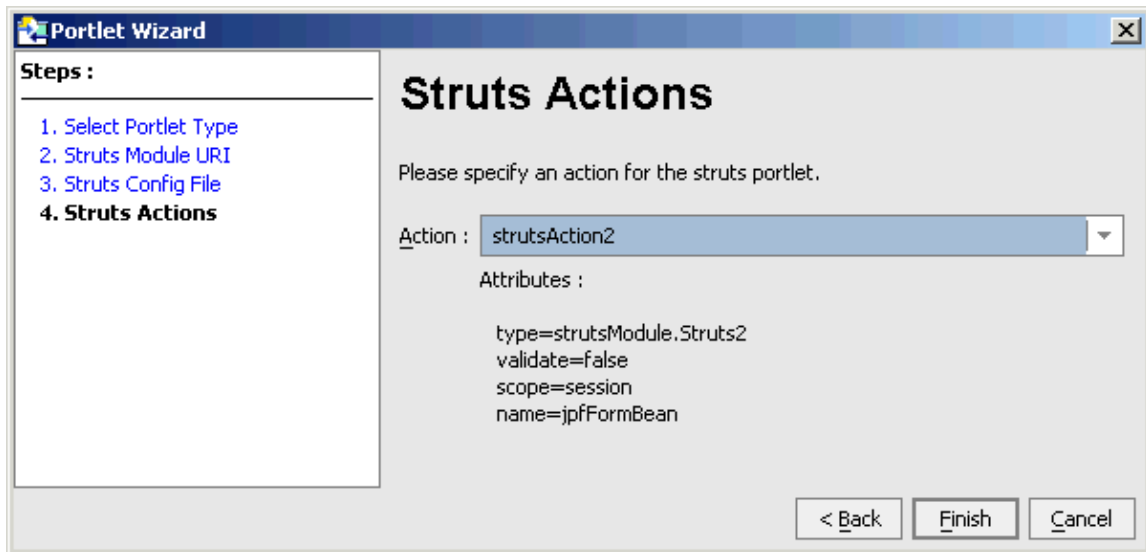 Portlet Wizard
Steps :
1. Select Portlet Type
2. Struts Module URI
3. Struts Config File
4. Struts Actions
Struts Actions
Please specify an action for the struts portlet.
Action : strutsAction2
Attributes :
type=strutsModule.Struts2
validate=false
scope=session
name=jpfFormBean
< Back Finish Cancel